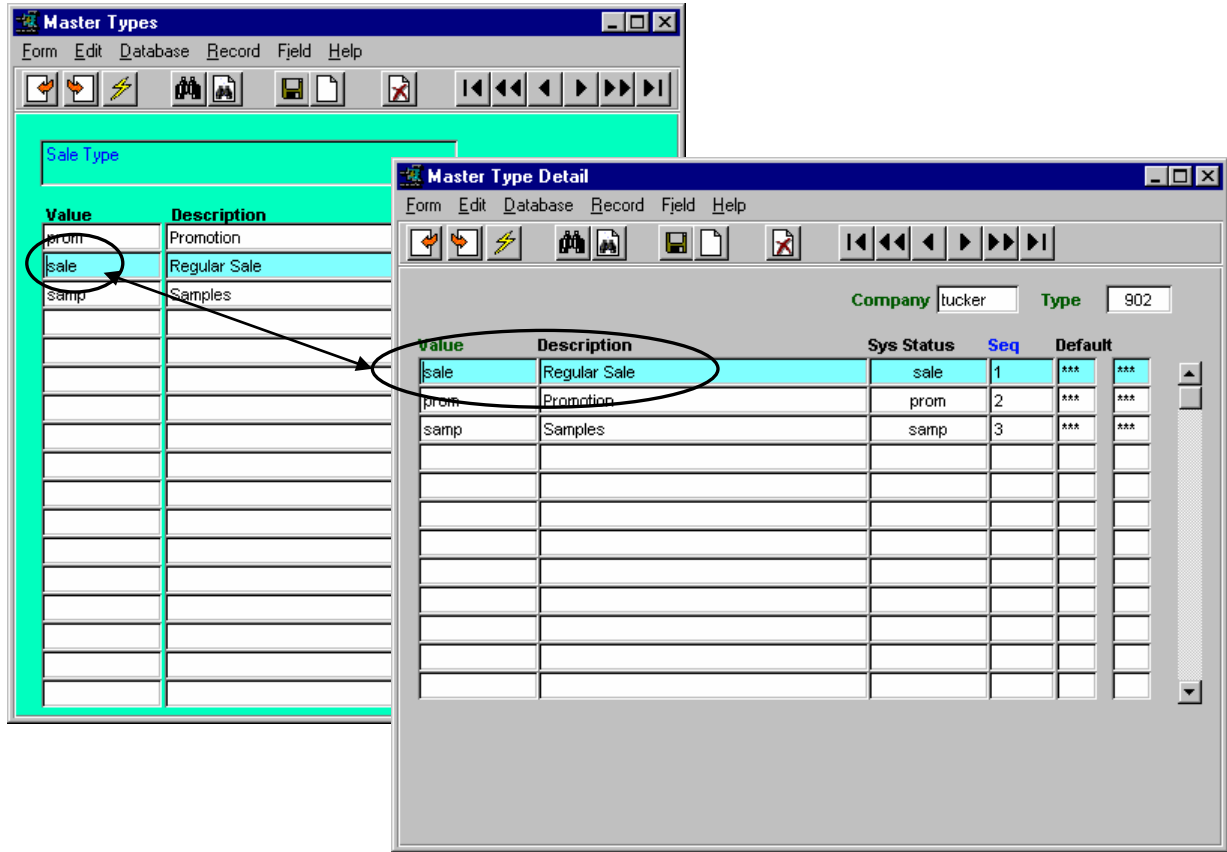 Master Types
Form Edit Database Record Field Help
Sale Type
Value Description
prom Promotion
sale Regular Sale
samp Samples
Master Type Detail
Form Edit Database Record Field Help
Company tucker Type 902
Value Description Sys Status Seq Default
sale Regular Sale sale 1 *** ***
prom Promotion prom 2 *** ***
samp Samples samp 3 *** ***